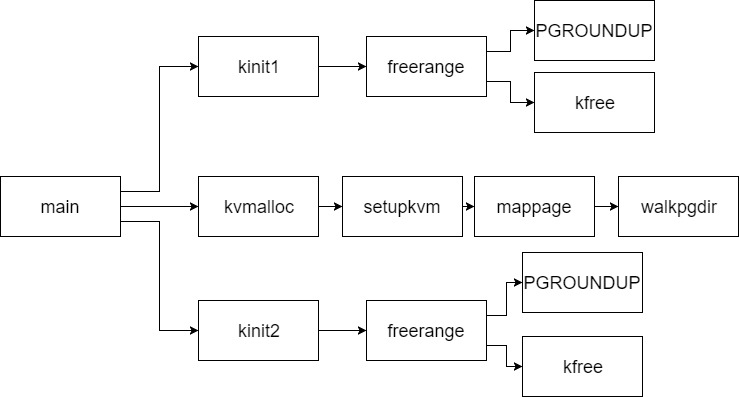 PGROUNDUP
kinit1
freerange
kfree
main
kvmalloc
setupkvm
mappage
walkpgdir
PGROUNDUP
kinit2
freerange
kfree